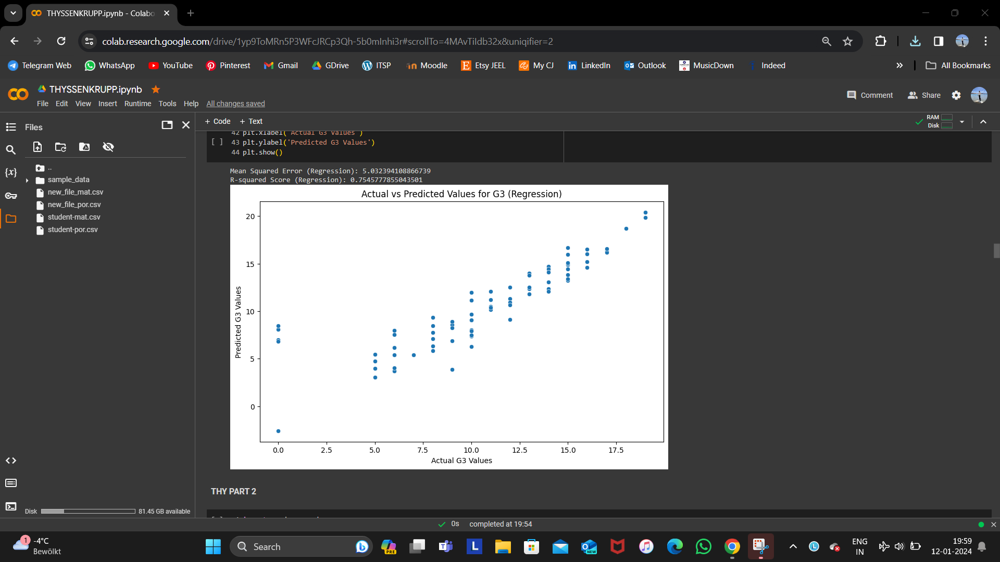 THYSSENKRUPP.ipynb - Colabo
colab.research.google.com/drive/1yp9ToMRn5P3WFcJRCp3Qh-5b0mInhi3r#scrollTo=4MAvTiIdb32x&uniqifier=2
Telegram Web WhatsApp YouTube Pinterest Gmail GDrive ITSP Moodle Etsy JEEL My CJ LinkedIn Outlook MusicDown Indeed » All Bookmarks
THYSSENKRUPP.ipynb
File Edit View Insert Runtime Tools Help All changes saved
Comment Share
Files
+ Code + Text
RAM
Disk
..
sample_data
new_file_mat.csv
new_file_por.csv
student-mat.csv
student-por.csv
Disk 81.45 GB available
42 plt.xlabel('Actual G3 Values')
[ ] 43 plt.ylabel('Predicted G3 Values')
44 plt.show()
Mean Squared Error (Regression): 5.032394108866739
R-squared Score (Regression): 0.7545777855043501
Actual vs Predicted Values for G3 (Regression)
Predicted G3 Values
20
15
10
5
0
0.0 2.5 5.0 7.5 10.0 12.5 15.0 17.5
Actual G3 Values
THY PART 2
0s completed at 19:54
1
-4°C
Bewölkt
Search
PRE
NEW
ENG
IN
19:59
12-01-2024